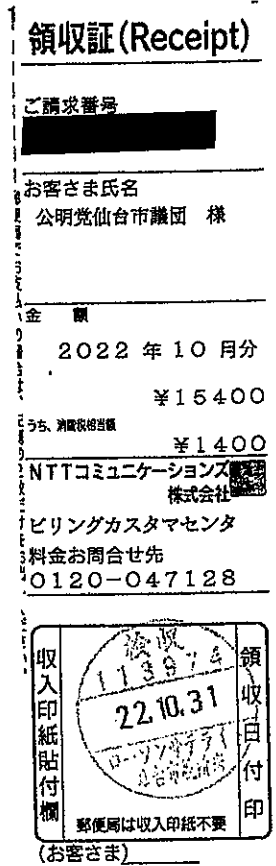 領収証(Receipt)
ご請求番号
お客さま氏名
公明党仙台市議団 様
金 額
2022 年 10 月分
¥15400
うち、消費税相当額
¥1400
NTTコミュニケーションズ
株式会社
ビリングカスタマセンタ
料金お問合せ先
0120-047128
収入印紙貼付欄
22.10.31
領収日付印
郵便局は収入印紙不要
(お客さま)